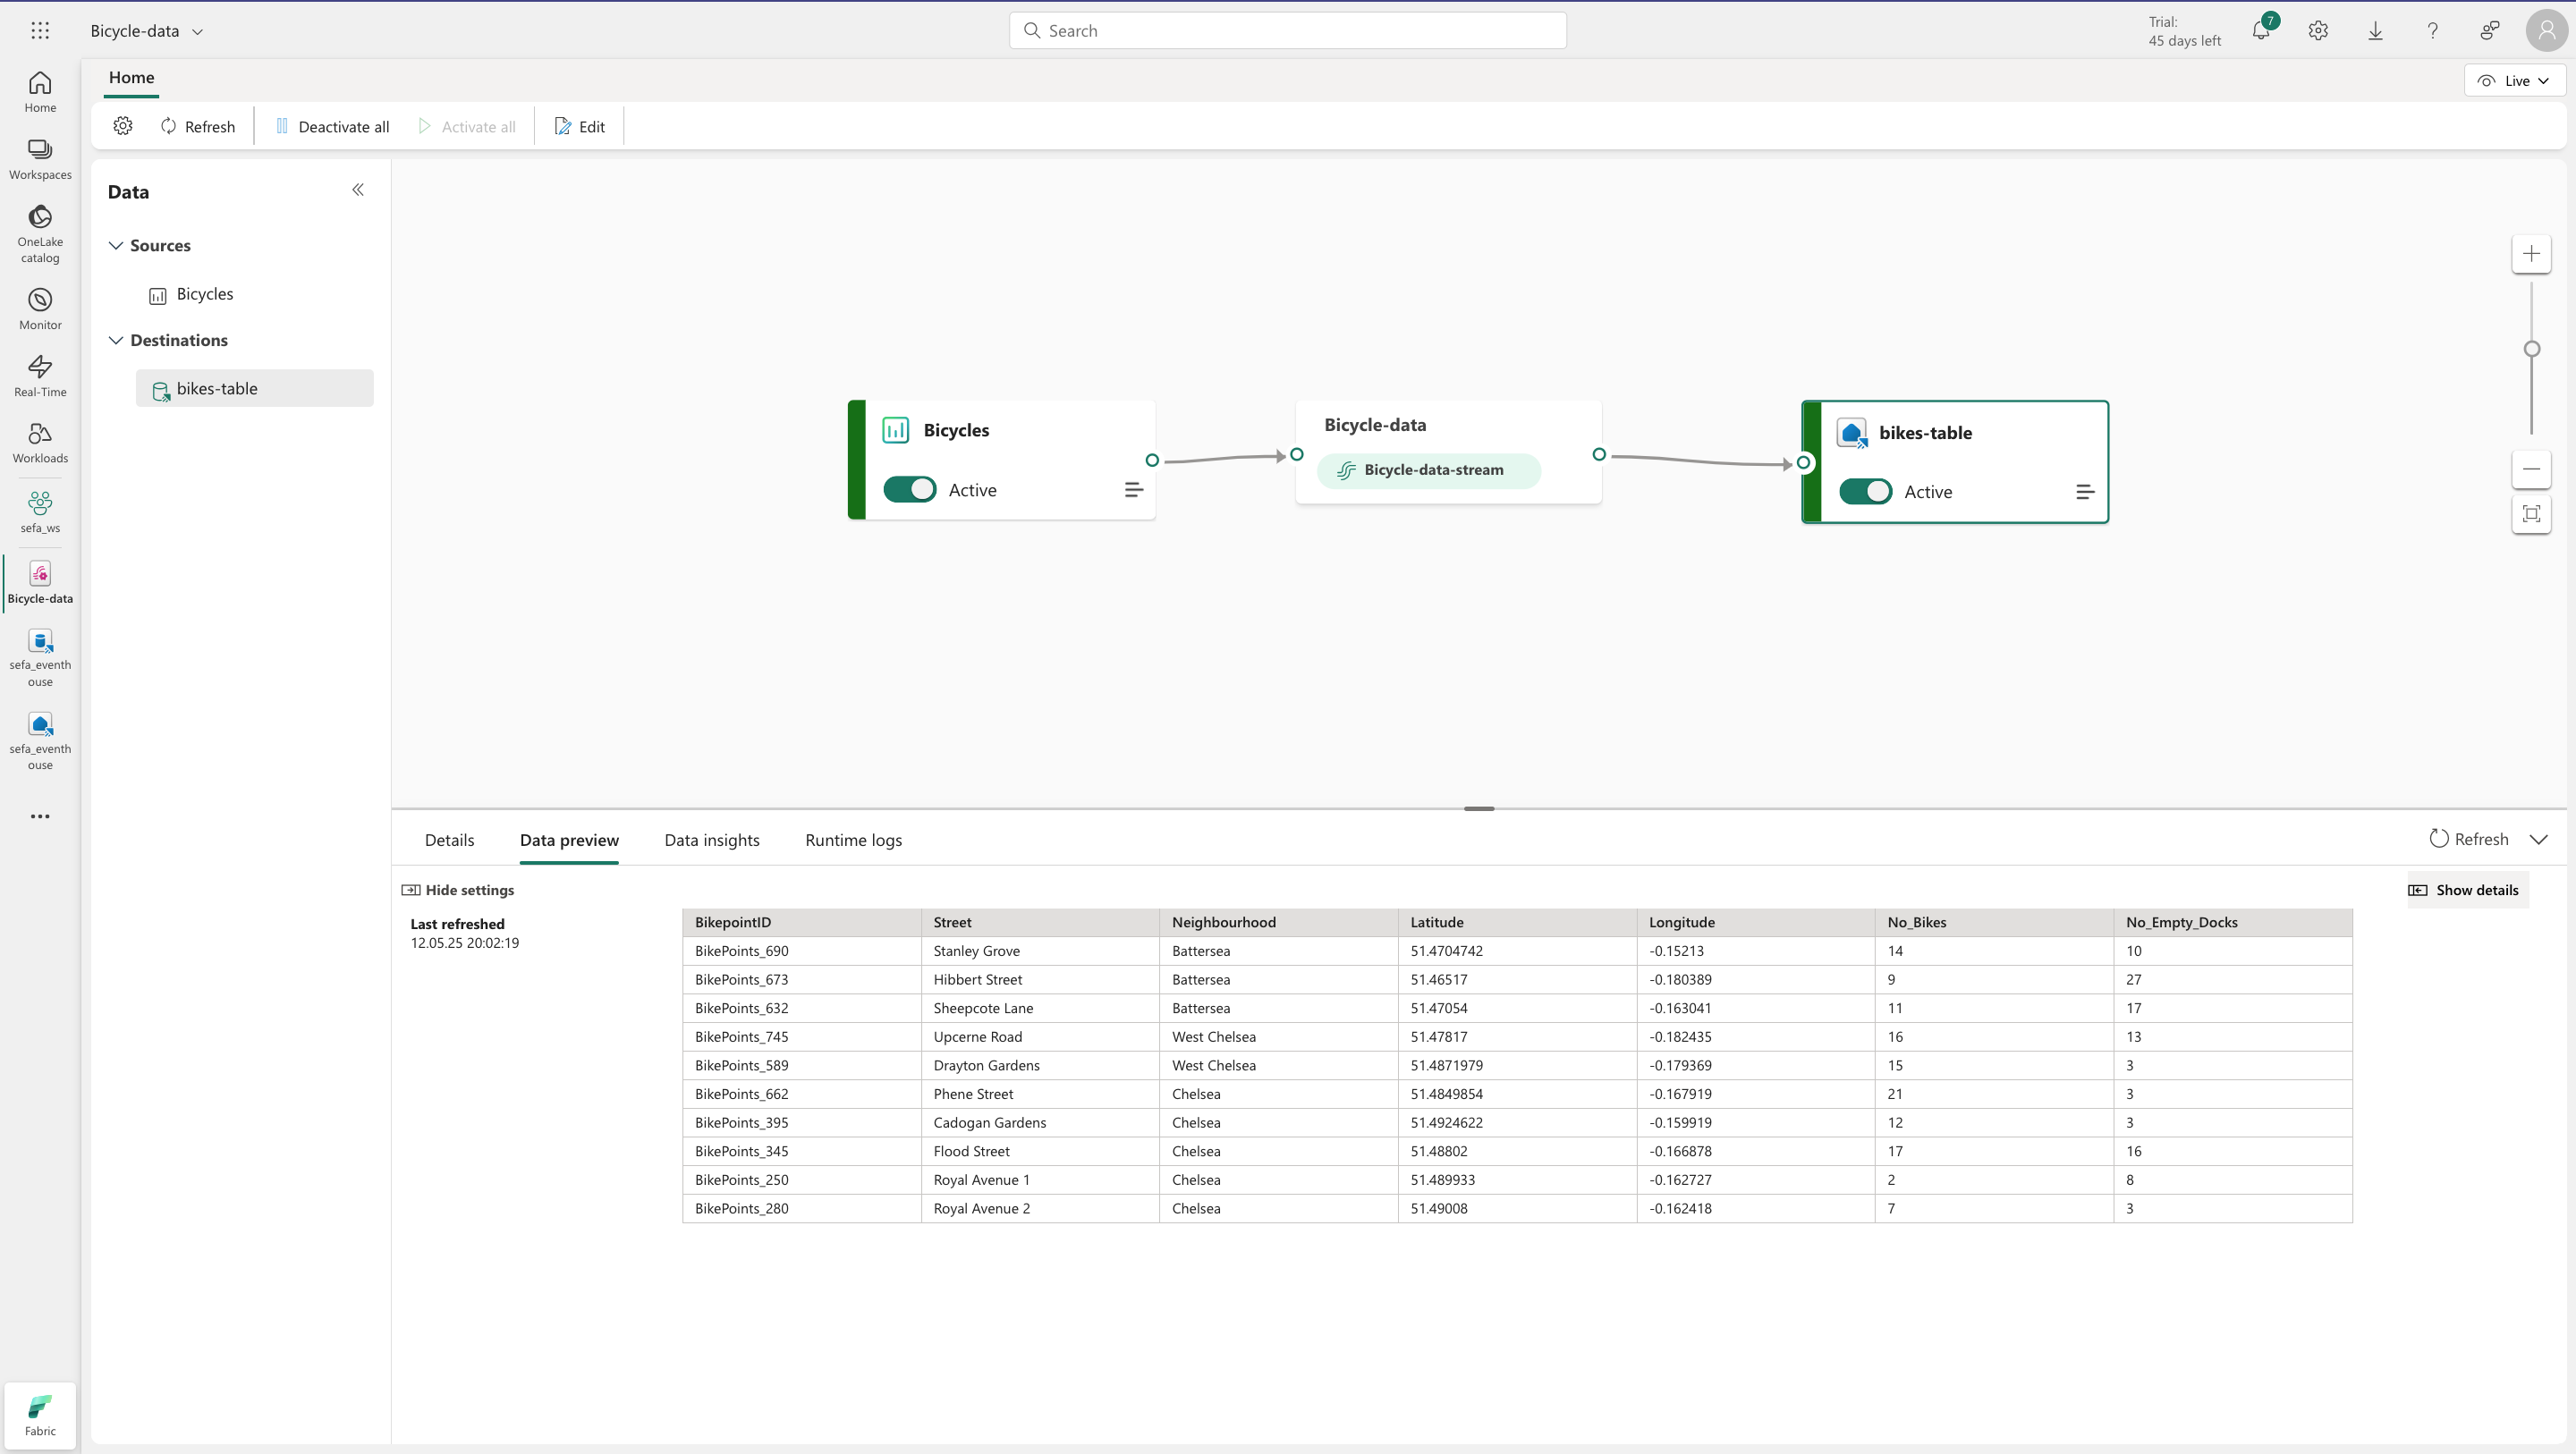 Bicycle-data
Search
Trial:
45 days left
7
Home
Workspaces
OneLake
catalog
Monitor
Real-Time
Workloads
sefa_ws
Bicycle-data
sefa_eventh
ouse
sefa_eventh
ouse
Fabric
Home
Live
Refresh
Deactivate all
Activate all
Edit
Data
Sources
Bicycles
Destinations
bikes-table
Bicycles
Active
Bicycle-data
Bicycle-data-stream
bikes-table
Active
Details Data preview Data insights Runtime logs
Refresh
Hide settings
Show details
Last refreshed
12.05.25 20:02:19
BikepointID Street Neighbourhood Latitude Longitude No_Bikes No_Empty_Docks
BikePoints_690 Stanley Grove Battersea 51.4704742 -0.15213 14 10
BikePoints_673 Hibbert Street Battersea 51.46517 -0.180389 9 27
BikePoints_632 Sheepcote Lane Battersea 51.47054 -0.163041 11 17
BikePoints_745 Upcerne Road West Chelsea 51.47817 -0.182435 16 13
BikePoints_589 Drayton Gardens West Chelsea 51.4871979 -0.179369 15 3
BikePoints_662 Phene Street Chelsea 51.4849854 -0.167919 21 3
BikePoints_395 Cadogan Gardens Chelsea 51.4924622 -0.159919 12 3
BikePoints_345 Flood Street Chelsea 51.48802 -0.166878 17 16
BikePoints_250 Royal Avenue 1 Chelsea 51.489933 -0.162727 2 8
BikePoints_280 Royal Avenue 2 Chelsea 51.49008 -0.162418 7 3